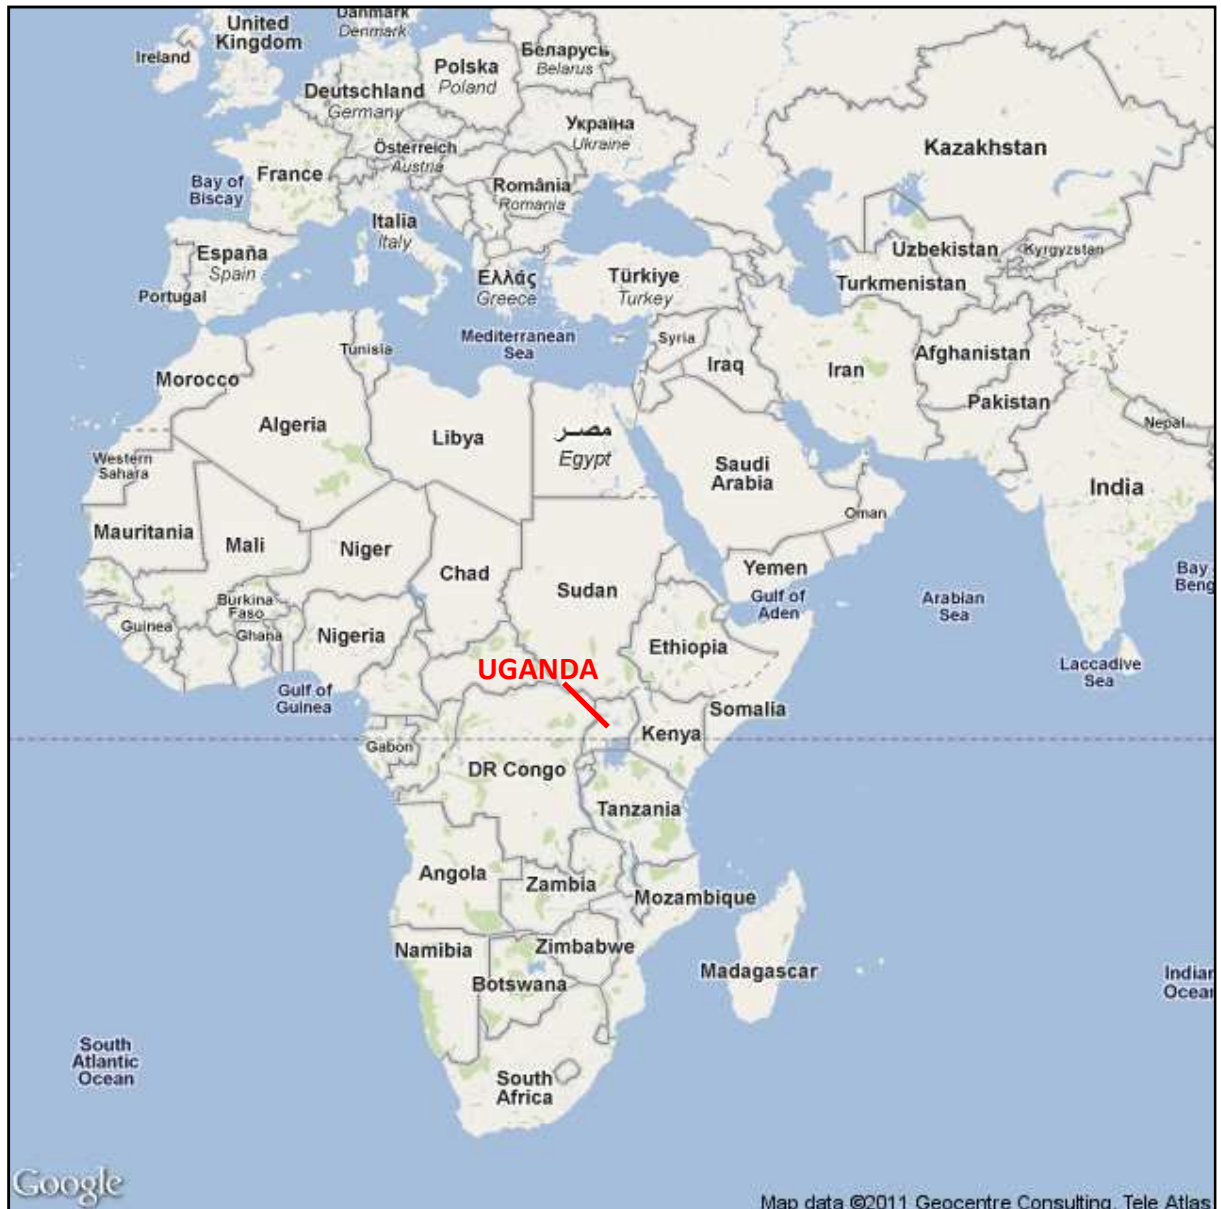 Danmark
Denmark
United
Kingdom
Ireland
Беларусь
Belarus
Polska
Poland
Deutschland
Germany
Україна
Ukraine
Österreich
Austria
Kazakhstan
France
Bay of
Biscay
România
Romania
Italia
Italy
España
Spain
Portugal
Ελλάς
Greece
Türkiye
Turkey
Uzbekistan
Kyrgyzstan
Turkmenistan
Mediterranean
Sea
Syria
Tunisia
Iraq
Iran
Afghanistan
Morocco
Pakistan
Nepal
Algeria
Libya
مصر
Egypt
Western
Sahara
Saudi
Arabia
India
Oman
Mauritania
Mali
Niger
Chad
Sudan
Yemen
Gulf of
Aden
Arabian
Sea
Bay
Beng
Burkina
Faso
Guinea
Ghana
Nigeria
Ethiopia
Laccadive
Sea
UGANDA
Gulf of
Guinea
Somalia
Kenya
Gabon
DR Congo
Tanzania
Angola
Zambia
Mozambique
Namibia
Zimbabwe
Botswana
Madagascar
Indian
Ocean
South
Atlantic
Ocean
South
Africa
Google
Map data ©2011 Geocentre Consulting, Tele Atlas